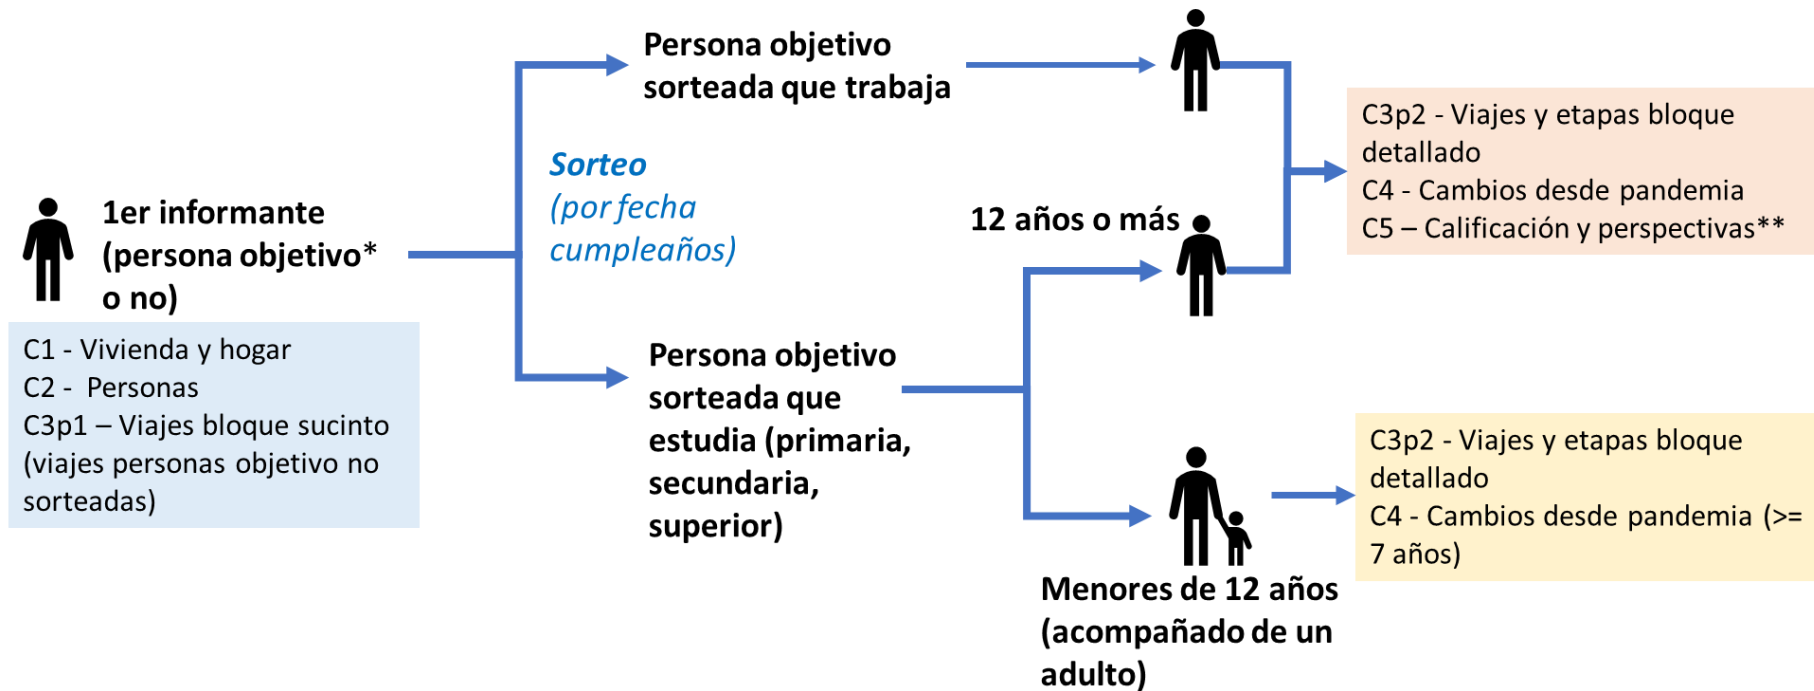 1er informante
(persona objetivo*
o no)
C1 - Vivienda y hogar
C2 - Personas
C3p1 – Viajes bloque sucinto
(viajes personas objetivo no
sorteadas)
Sorteo
(por fecha
cumpleaños)
Persona objetivo
sorteada que trabaja
Persona objetivo
sorteada que
estudia (primaria,
secundaria,
superior)
12 años o más
Menores de 12 años
(acompañado de un
adulto)
C3p2 - Viajes y etapas bloque
detallado
C4 - Cambios desde pandemia
C5 – Calificación y perspectivas**
C3p2 - Viajes y etapas bloque
detallado
C4 - Cambios desde pandemia (>=
7 años)